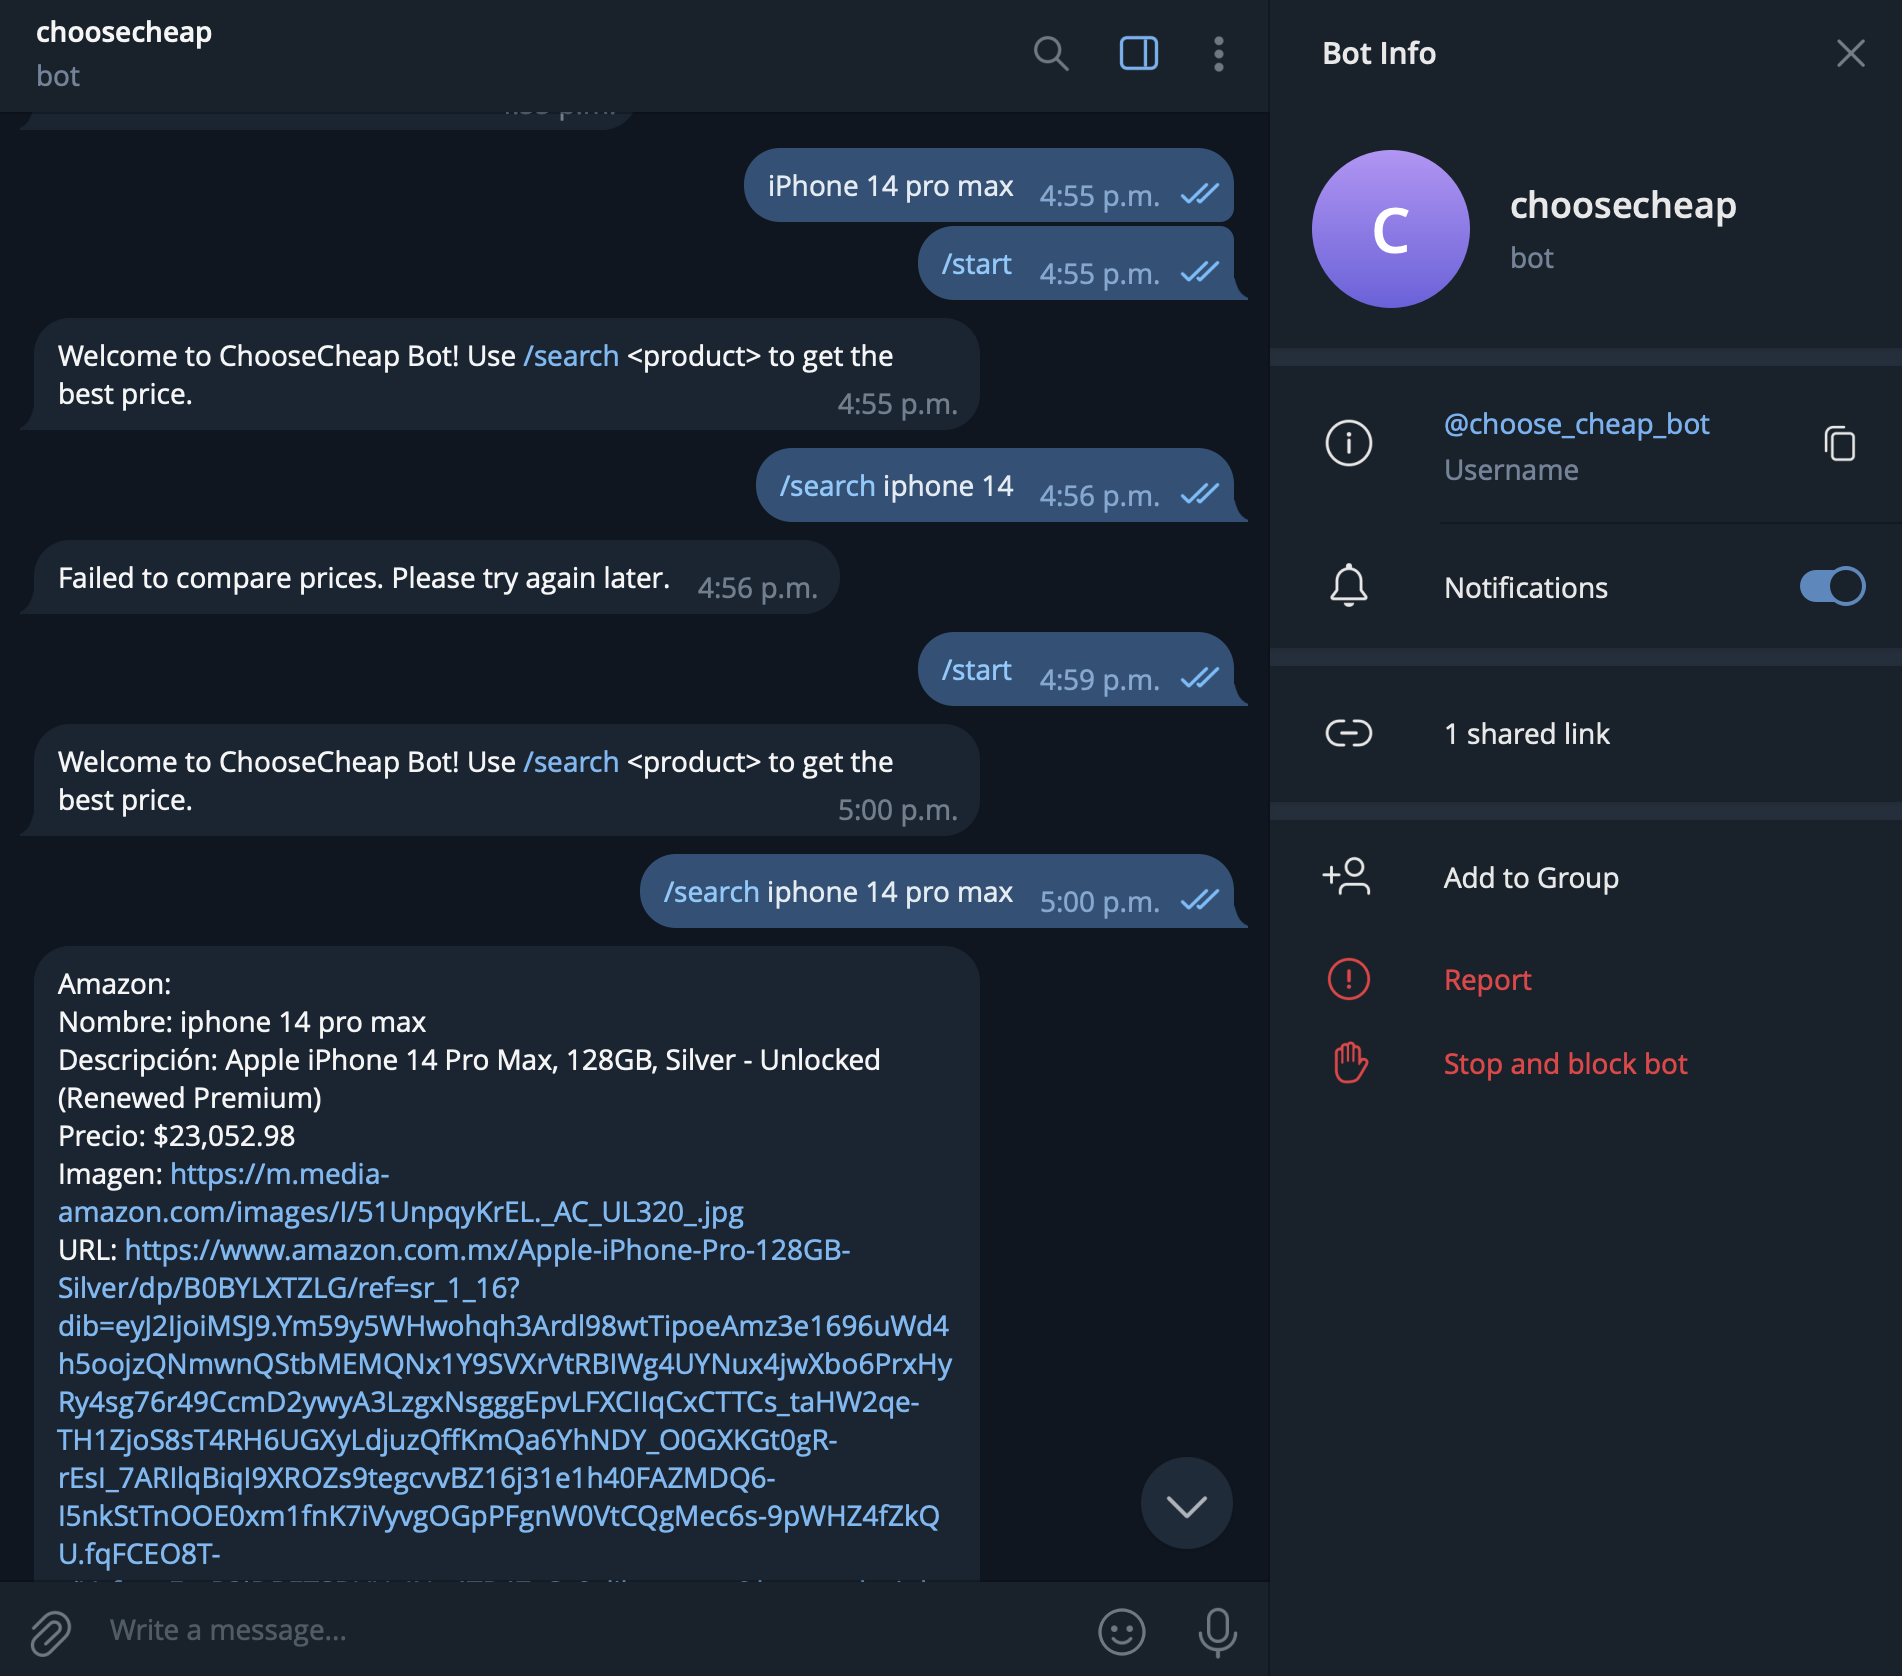 choosecheap
bot
iPhone 14 pro max 4:55 p.m.
/start 4:55 p.m.
Welcome to ChooseCheap Bot! Use /search <product> to get the
best price.
4:55 p.m.
/search iphone 14 4:56 p.m.
Failed to compare prices. Please try again later. 4:56 p.m.
/start 4:59 p.m.
Welcome to ChooseCheap Bot! Use /search <product> to get the
best price.
5:00 p.m.
/search iphone 14 pro max 5:00 p.m.
Amazon:
Nombre: iphone 14 pro max
Descripción: Apple iPhone 14 Pro Max, 128GB, Silver - Unlocked
(Renewed Premium)
Precio: $23,052.98
Imagen: https://m.media-
amazon.com/images/I/51UnpqyKrEL._AC_UL320_.jpg
URL: https://www.amazon.com.mx/Apple-iPhone-Pro-128GB-
Silver/dp/B0BYLXTZLG/ref=sr_1_16?
dib=eyJ2IjoiMSJ9.Ym59y5WHwohqh3Ardl98wtTipoeAmz3e1696uWd4
h5oojzQNmwnQStbMEMQNx1Y9SVXrVtRBIWg4UYNux4jwXbo6PrxHy
Ry4sg76r49CcmD2ywyA3LzgxNsgggEpvLFXCIIqCxCTTCs_taHW2qe-
TH1ZjoS8sT4RH6UGXyLdjuzQffKmQa6YhNDY_O0GXKGt0gR-
rEsI_7ARIlqBiqI9XROZs9tegcvvBZ16j31e1h40FAZMDQ6-
I5nkStTnOOE0xm1fnK7iVyvgOGpPFgnW0VtCQgMec6s-9pWHZ4fZkQ
U.fqFCEO8T-
Write a message...
Bot Info
C
choosecheap
bot
@choose_cheap_bot
Username
Notifications
1 shared link
Add to Group
Report
Stop and block bot